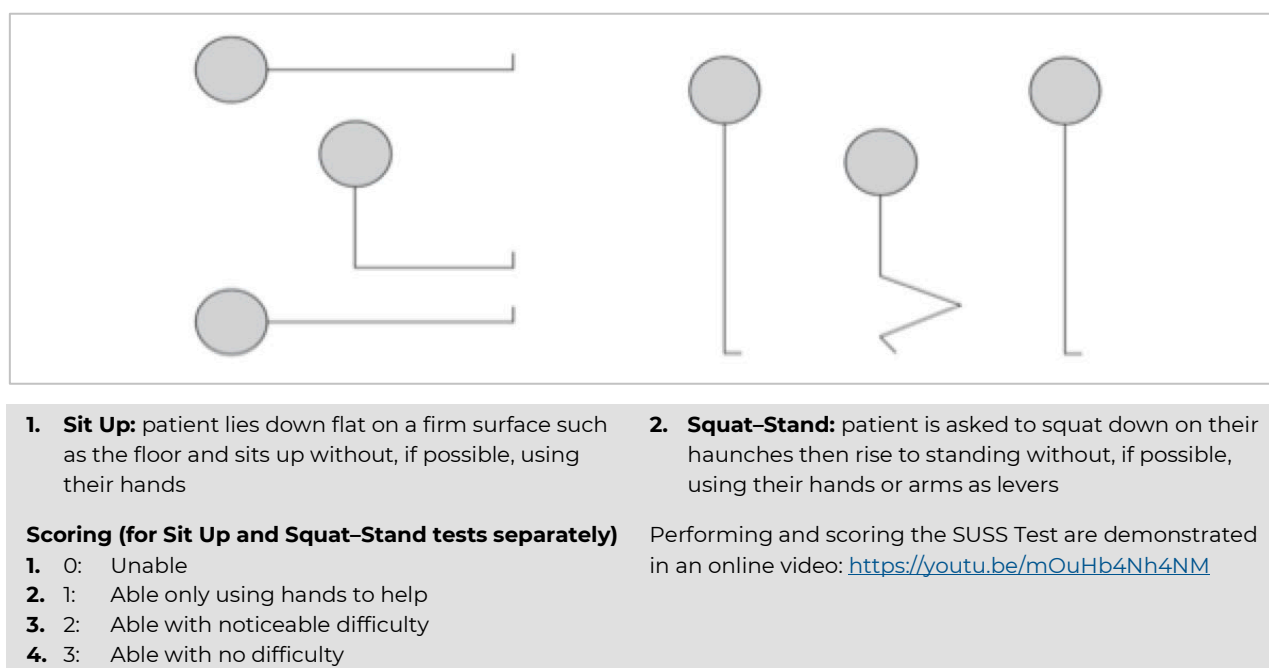 1. Sit Up: patient lies down flat on a firm surface such
as the floor and sits up without, if possible, using
their hands
2. Squat–Stand: patient is asked to squat down on their
haunches then rise to standing without, if possible,
using their hands or arms as levers
Scoring (for Sit Up and Squat–Stand tests separately)
1. 0: Unable
2. 1: Able only using hands to help
3. 2: Able with noticeable difficulty
4. 3: Able with no difficulty
Performing and scoring the SUSS Test are demonstrated
in an online video: https://youtu.be/mOuHb4Nh4NM